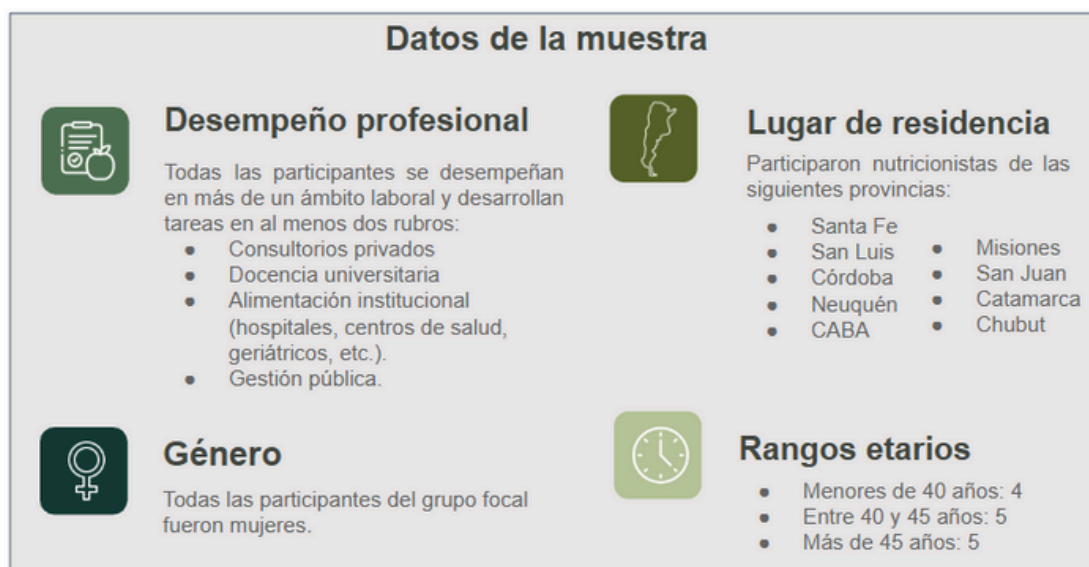 Datos de la muestra
Desempeño profesional
Todas las participantes se desempeñan
en más de un ámbito laboral y desarrollan
tareas en al menos dos rubros:
● Consultorios privados
● Docencia universitaria
● Alimentación institucional
(hospitales, centros de salud,
geriátricos, etc.).
● Gestión pública.
Lugar de residencia
Participaron nutricionistas de las
siguientes provincias:
● Santa Fe
● San Luis
● Córdoba
● Neuquén
● CABA
● Misiones
● San Juan
● Catamarca
● Chubut
Género
Todas las participantes del grupo focal
fueron mujeres.
Rangos etarios
● Menores de 40 años: 4
● Entre 40 y 45 años: 5
● Más de 45 años: 5